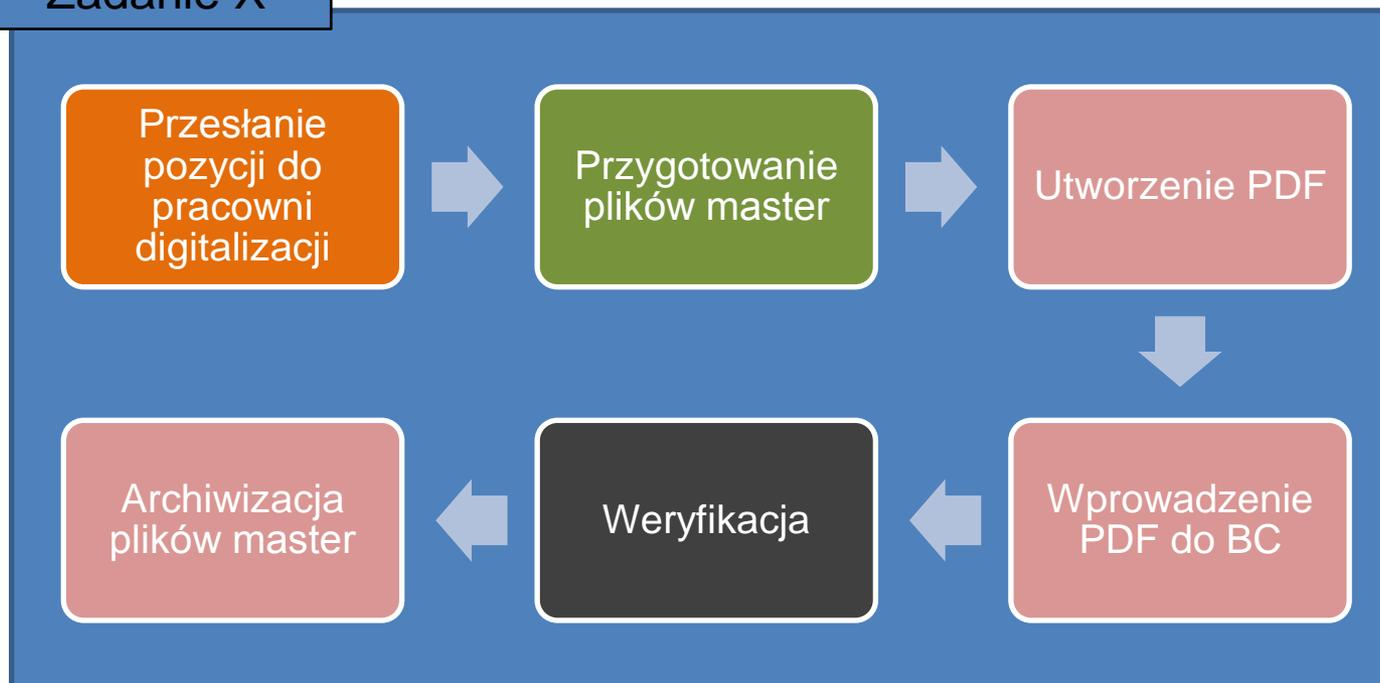 Zadanie X
Przesłanie
pozycji do
pracowni
digitalizacji
Przygotowanie
plików master
Utworzenie PDF
Archiwizacja
plików master
Weryfikacja
Wprowadzenie
PDF do BC